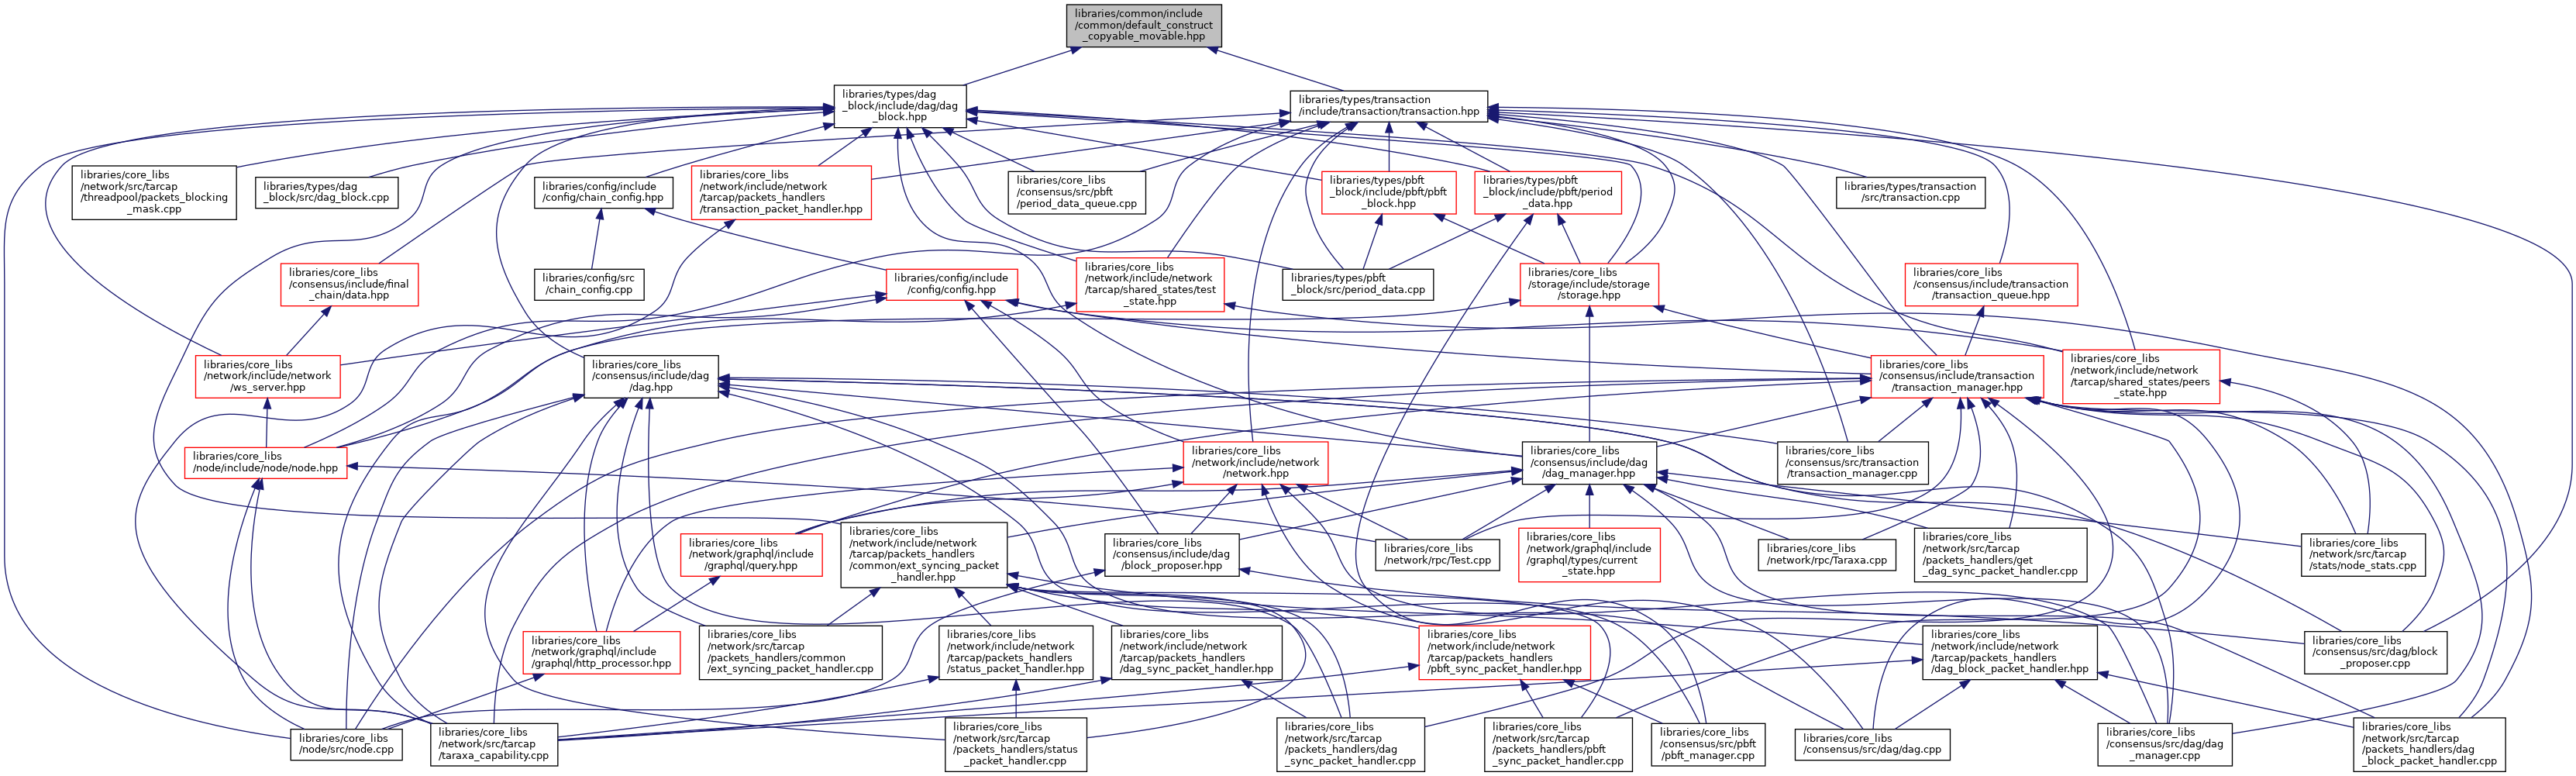 libraries/common/include
/common/default_construct
_copyable_movable.hpp
libraries/types/dag
_block/include/dag/dag
_block.hpp
libraries/types/transaction
/include/transaction/transaction.hpp
libraries/core_libs
/network/src/tarcap
/threadpool/packets_blocking
_mask.cpp
libraries/types/dag
_block/src/dag_block.cpp
libraries/config/include
/config/chain_config.hpp
libraries/core_libs
/network/include/network
/tarcap/packets_handlers
/transaction_packet_handler.hpp
libraries/core_libs
/consensus/src/pbft
/period_data_queue.cpp
libraries/types/pbft
_block/include/pbft/pbft
_block.hpp
libraries/types/pbft
_block/include/pbft/period
_data.hpp
libraries/types/transaction
/src/transaction.cpp
libraries/core_libs
/consensus/include/final
_chain/data.hpp
libraries/config/src
/chain_config.cpp
libraries/config/include
/config/config.hpp
libraries/core_libs
/network/include/network
/tarcap/shared_states/test
_state.hpp
libraries/types/pbft
_block/src/period_data.cpp
libraries/core_libs
/storage/include/storage
/storage.hpp
libraries/core_libs
/consensus/include/transaction
/transaction_queue.hpp
libraries/core_libs
/network/include/network
/ws_server.hpp
libraries/core_libs
/consensus/include/dag
/dag.hpp
libraries/core_libs
/consensus/include/transaction
/transaction_manager.hpp
libraries/core_libs
/network/include/network
/tarcap/shared_states/peers
_state.hpp
libraries/core_libs
/node/include/node/node.hpp
libraries/core_libs
/network/include/network
/network.hpp
libraries/core_libs
/consensus/include/dag
/dag_manager.hpp
libraries/core_libs
/consensus/src/transaction
/transaction_manager.cpp
libraries/core_libs
/network/graphql/include
/graphql/query.hpp
libraries/core_libs
/network/include/network
/tarcap/packets_handlers
/common/ext_syncing_packet
_handler.hpp
libraries/core_libs
/consensus/include/dag
/block_proposer.hpp
libraries/core_libs
/network/rpc/Test.cpp
libraries/core_libs
/network/graphql/include
/graphql/types/current
_state.hpp
libraries/core_libs
/network/rpc/Taraxa.cpp
libraries/core_libs
/network/src/tarcap
/packets_handlers/get
_dag_sync_packet_handler.cpp
libraries/core_libs
/network/src/tarcap
/stats/node_stats.cpp
libraries/core_libs
/network/graphql/include
/graphql/http_processor.hpp
libraries/core_libs
/network/src/tarcap
/packets_handlers/common
/ext_syncing_packet_handler.cpp
libraries/core_libs
/network/include/network
/tarcap/packets_handlers
/status_packet_handler.hpp
libraries/core_libs
/network/include/network
/tarcap/packets_handlers
/dag_sync_packet_handler.hpp
libraries/core_libs
/network/include/network
/tarcap/packets_handlers
/pbft_sync_packet_handler.hpp
libraries/core_libs
/network/include/network
/tarcap/packets_handlers
/dag_block_packet_handler.hpp
libraries/core_libs
/consensus/src/dag/block
_proposer.cpp
libraries/core_libs
/node/src/node.cpp
libraries/core_libs
/network/src/tarcap
/taraxa_capability.cpp
libraries/core_libs
/network/src/tarcap
/packets_handlers/status
_packet_handler.cpp
libraries/core_libs
/network/src/tarcap
/packets_handlers/dag
_sync_packet_handler.cpp
libraries/core_libs
/network/src/tarcap
/packets_handlers/pbft
_sync_packet_handler.cpp
libraries/core_libs
/consensus/src/pbft
/pbft_manager.cpp
libraries/core_libs
/consensus/src/dag/dag.cpp
libraries/core_libs
/consensus/src/dag/dag
_manager.cpp
libraries/core_libs
/network/src/tarcap
/packets_handlers/dag
_block_packet_handler.cpp